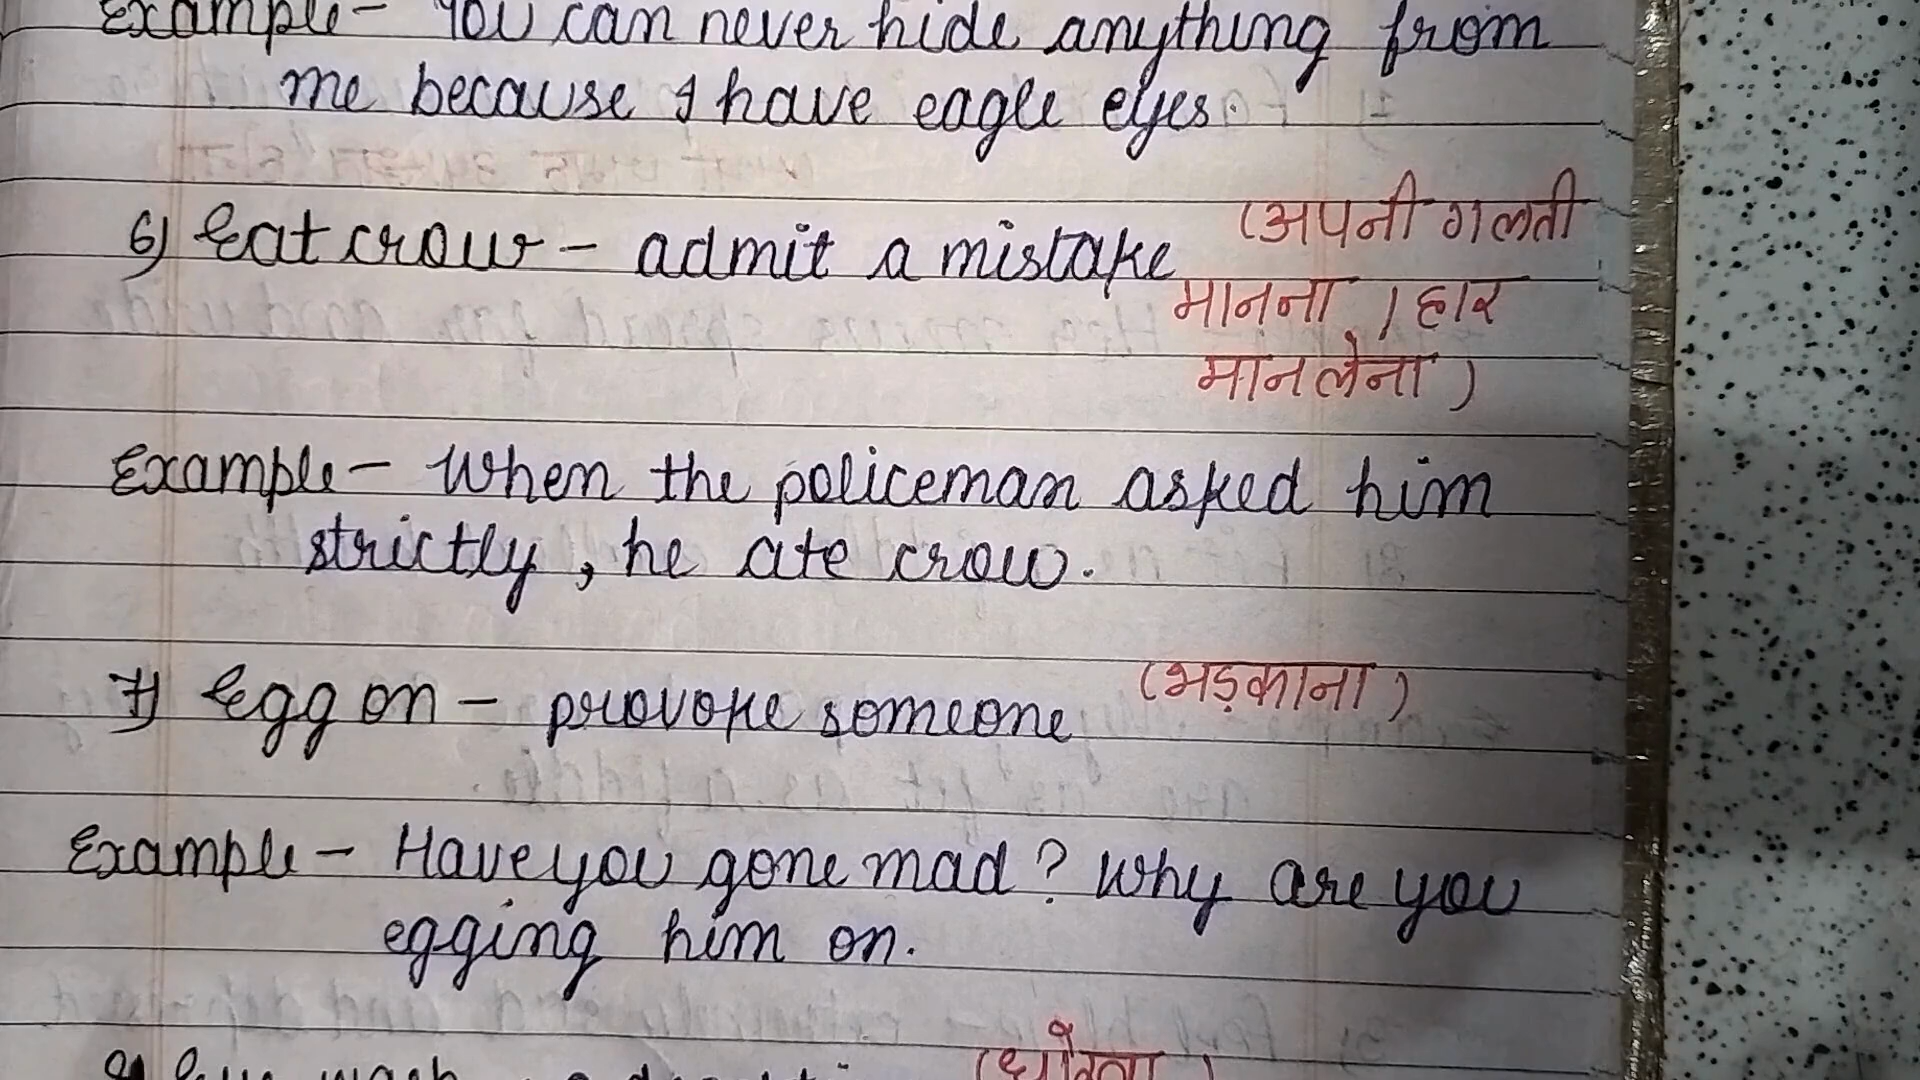 Example - You can never hide anything from
me because I have eagle eyes.
6) Eat crow - admit a mistake (अपनी गलती
मानना / हार
मान लेना)
Example - When the policeman asked him
strictly, he ate crow.
7) Egg on - provoke someone (भड़काना)
Example - Have you gone mad? Why are you
egging him on.
wash (धोखा)